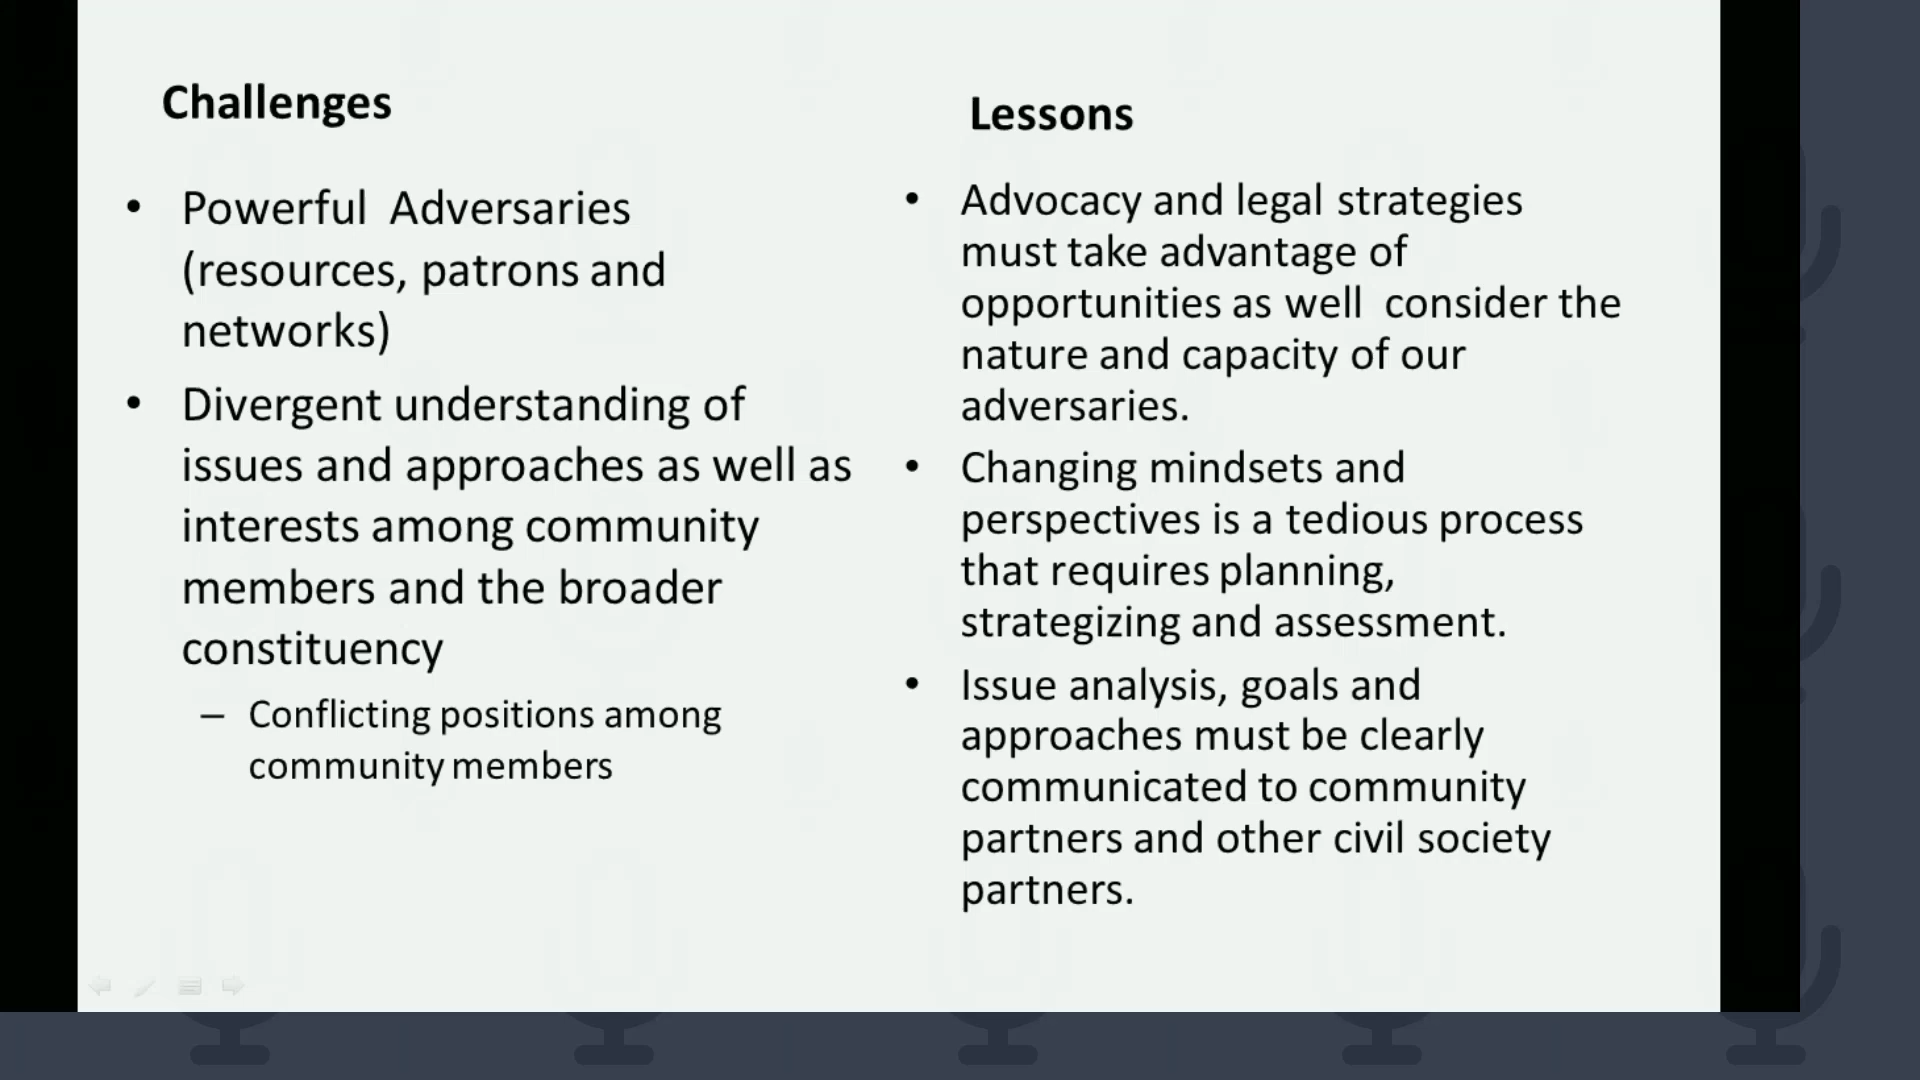 Challenges
• Powerful  Adversaries
(resources, patrons and
networks)
• Divergent understanding of
issues and approaches as well as
interests among community
members and the broader
constituency
– Conflicting positions among
community members
Lessons
• Advocacy and legal strategies
must take advantage of
opportunities as well  consider the
nature and capacity of our
adversaries.
• Changing mindsets and
perspectives is a tedious process
that requires planning,
strategizing and assessment.
• Issue analysis, goals and
approaches must be clearly
communicated to community
partners and other civil society
partners.